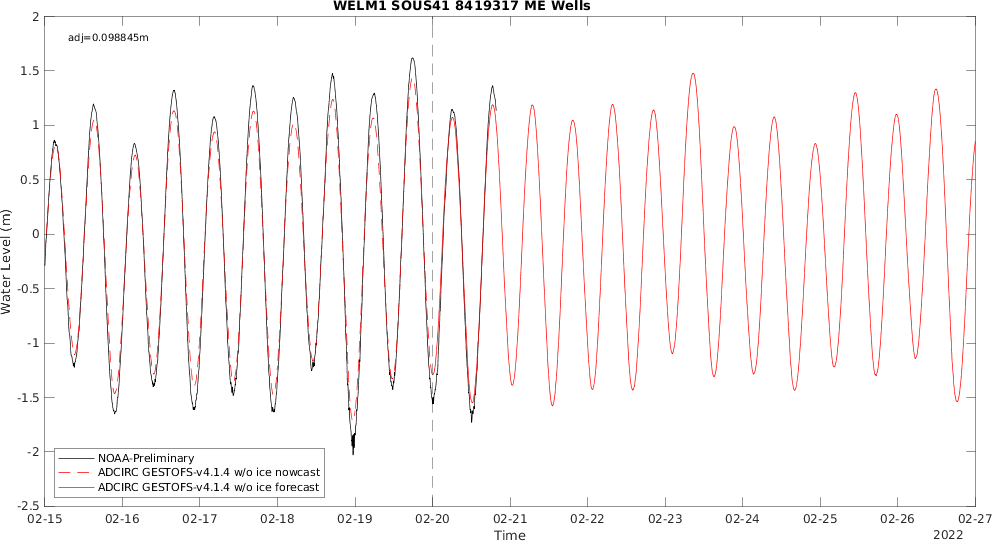 WELM1 SOUS41 8419317 ME Wells
adj=0.098845m
2
1.5
1
0.5
0
-0.5
-1
-1.5
-2
-2.5
Water Level (m)
NOAA-Preliminary
ADCIRC GESTOFS-v4.1.4 w/o ice nowcast
ADCIRC GESTOFS-v4.1.4 w/o ice forecast
02-15 02-16 02-17 02-18 02-19 02-20 02-21 02-22 02-23 02-24 02-25 02-26 02-27
Time
2022